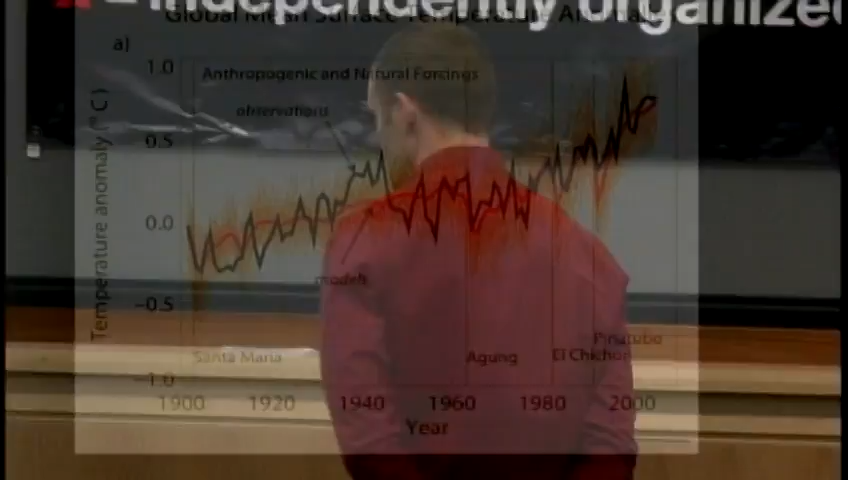 independently organized
Global Mean Surface Temperature
a)
1.0
Anthropogenic and Natural Forcings
observations
0.5
Temperature anomaly (°C)
0.0
models
−0.5
Pinatubo
Santa Maria
Agung
El Chichon
−1.0
1900
1920
1940
1960
1980
2000
Year